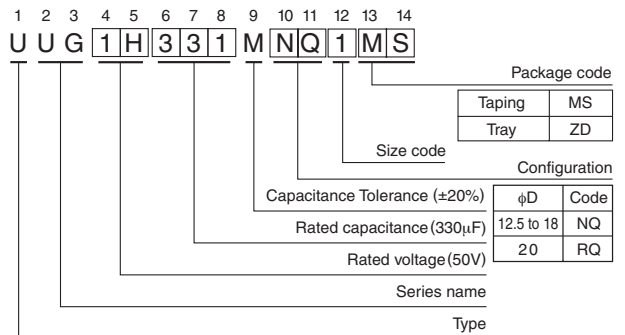 1 2 3 4 5 6 7 8 9 10 11 12 13 14
U U G 1 H 3 3 1 M N Q 1 M S
Package code
Taping MS
Tray ZD
Size code
Configuration
ϕD Code
12.5 to 18 NQ
20 RQ
Capacitance Tolerance (±20%)
Rated capacitance (330μF)
Rated voltage (50V)
Series name
Type